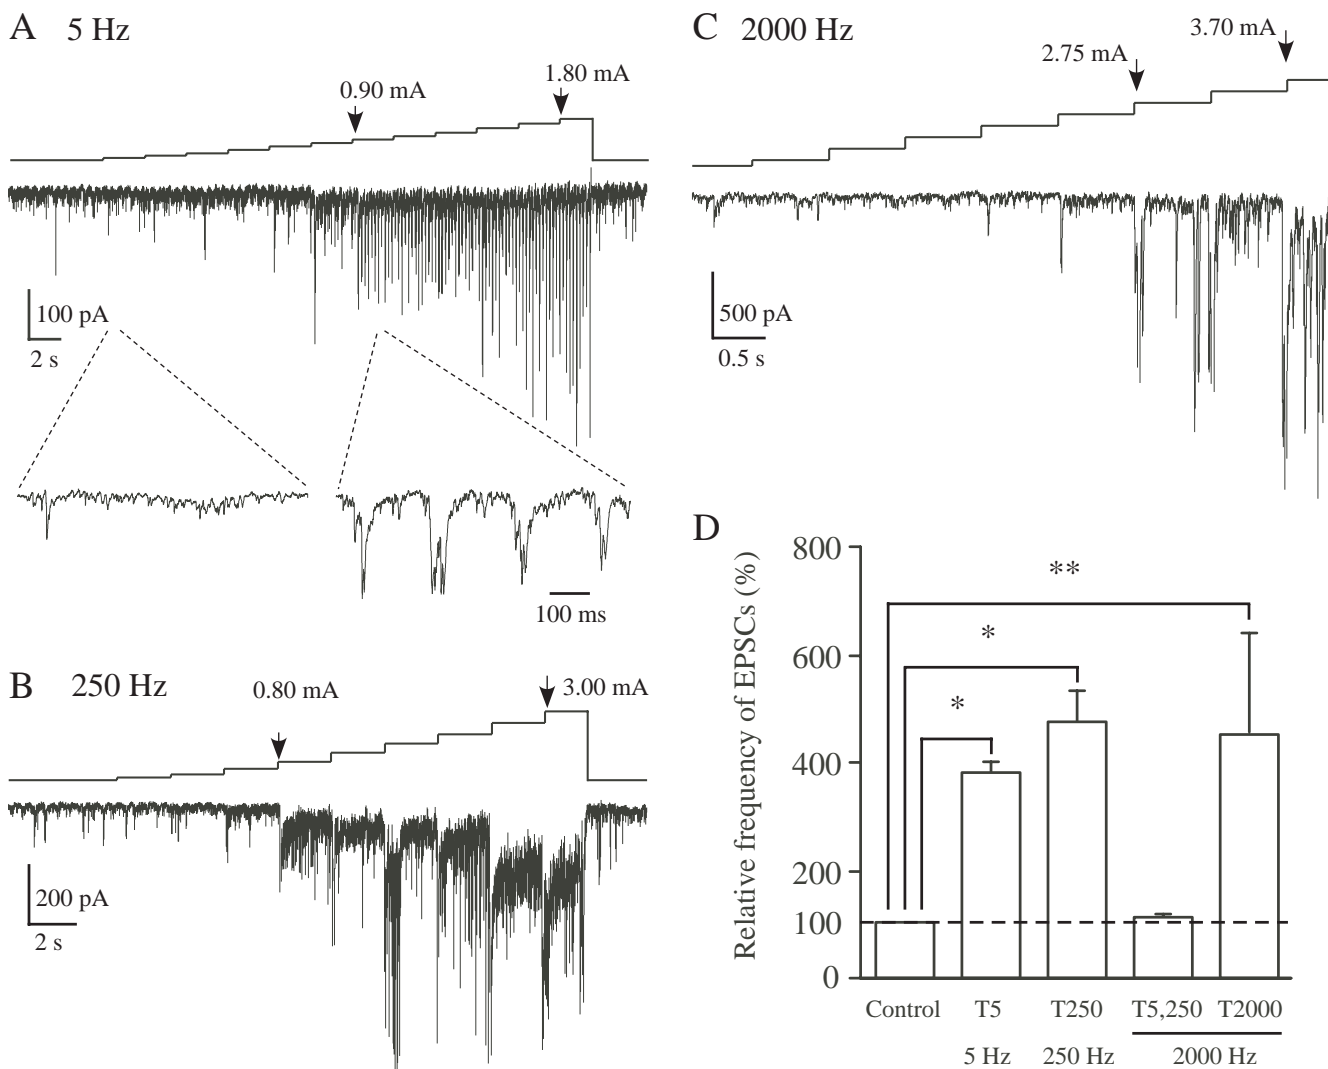 A 5 Hz
0.90 mA
1.80 mA
100 pA
2 s
100 ms
B 250 Hz
0.80 mA
3.00 mA
200 pA
2 s
C 2000 Hz
2.75 mA
3.70 mA
500 pA
0.5 s
D
Relative frequency of EPSCs (%)
800
600
400
200
100
0
**
*
*
Control T5 T250 T5,250 T2000
5 Hz 250 Hz 2000 Hz